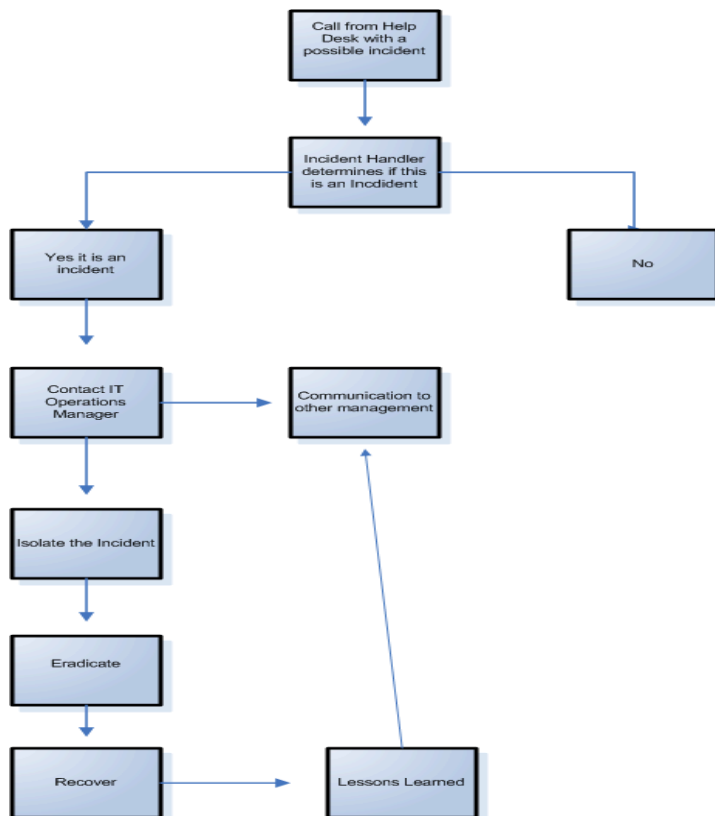 Call from Help
Desk with a
possible incident
Incident Handler
determines if this
is an Incdident
Yes it is an
incident
No
Contact IT
Operations
Manager
Communication to
other management
Isolate the Incident
Eradicate
Recover
Lessons Learned